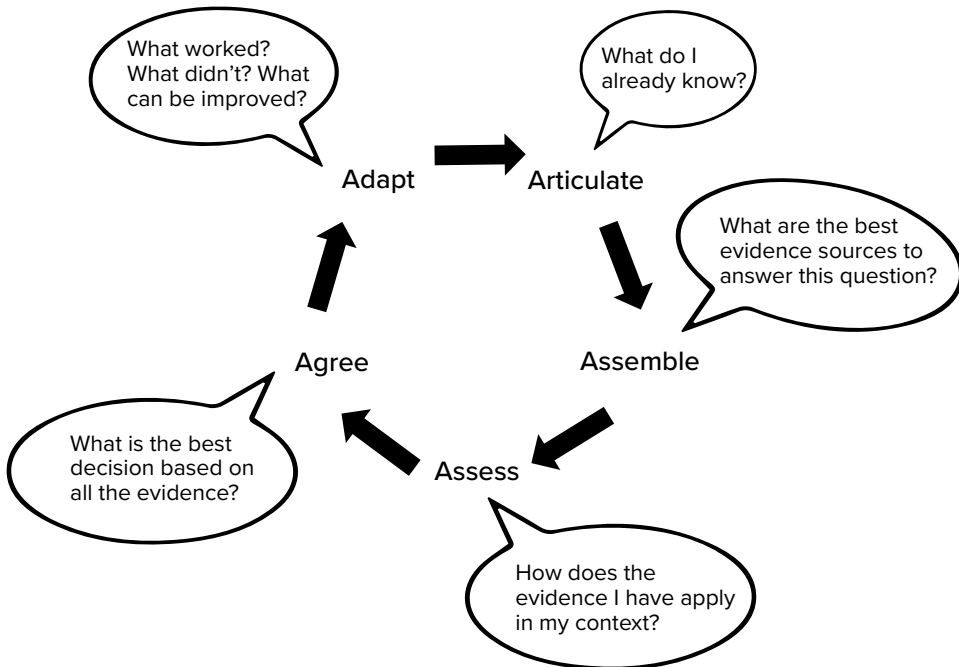 What worked?
What didn't? What
can be improved?
What do I
already know?
Adapt
Articulate
What are the best
evidence sources to
answer this question?
Agree
Assemble
What is the best
decision based on
all the evidence?
Assess
How does the
evidence I have apply
in my context?